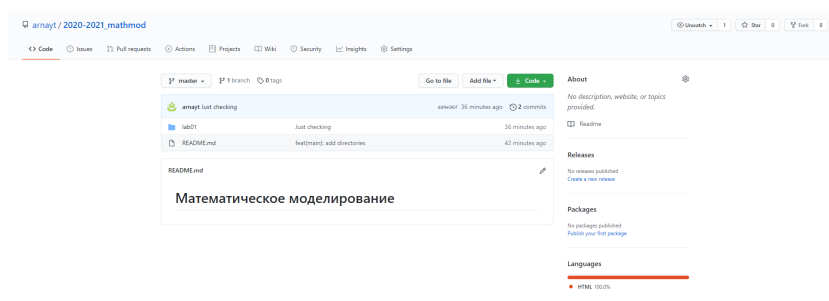 arnayt / 2020-2021_mathmod
Unwatch 1 Star 0 Fork 0
Code Issues Pull requests Actions Projects Wiki Security Insights Settings
master 1 branch 0 tags Go to file Add file Code
arnayt Just checking 36 minutes ago 2 commits
lab01 Just checking 36 minutes ago
README.md feat(main): add directories 42 minutes ago
README.md
Математическое моделирование
About
No description, website, or topics
provided.
Readme
Releases
No releases published
Create a new release
Packages
No packages published
Publish your first package
Languages
HTML 100.0%